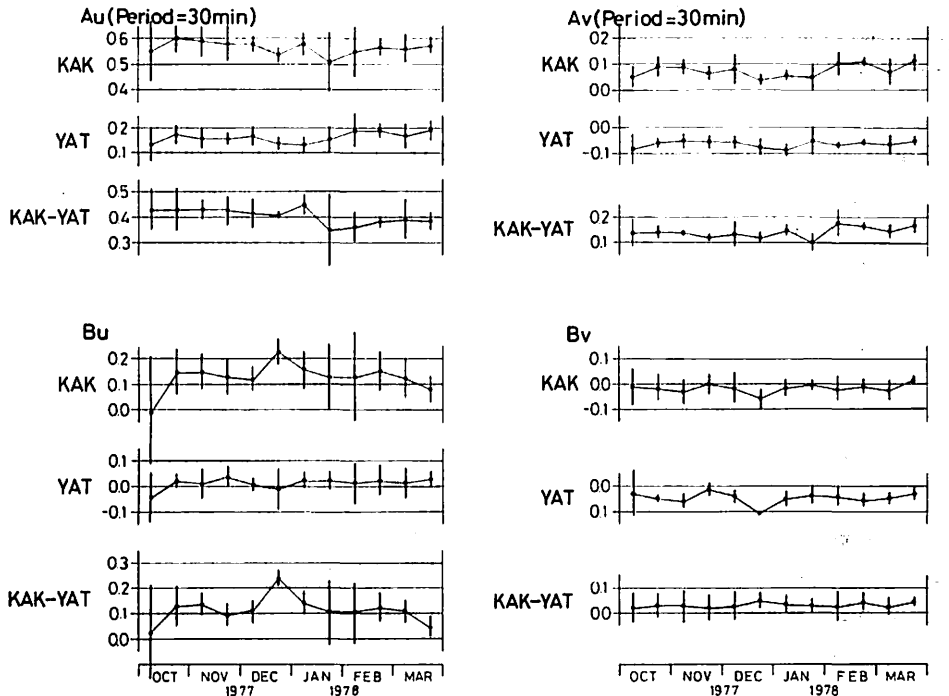 Au(Period=30min)
0.6
KAK
0.5
0.4
YAT
0.2
0.1
0.5
KAK-YAT
0.4
0.3
Av(Period=30min)
0.2
KAK
0.1
0.0
0.0
YAT
-0.1
0.2
KAK-YAT
0.1
Bu
0.2
KAK
0.1
0.0
0.1
YAT
0.0
-0.1
0.3
0.2
KAK-YAT
0.1
0.0
OCT NOV DEC JAN FEB MAR
1977 1978
Bv
0.1
KAK
0.0
-0.1
YAT
0.0
0.1
0.1
KAK-YAT
0.0
OCT NOV DEC JAN FEB MAR
1977 1978